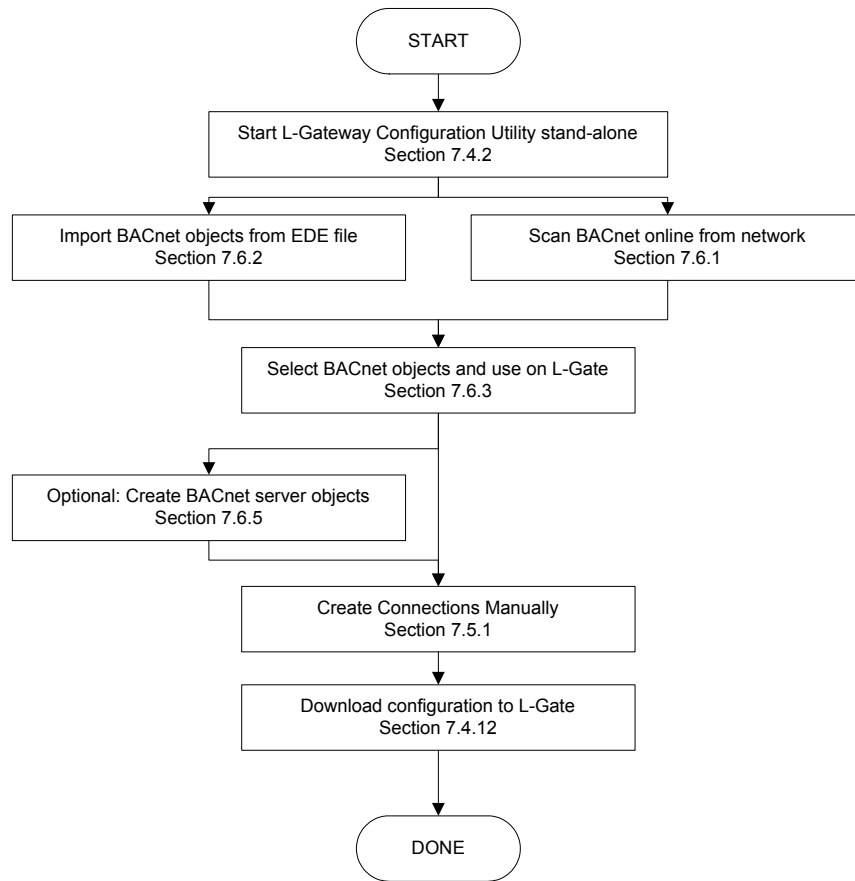 START
Start L-Gateway Configuration Utility stand-alone
Section 7.4.2
Import BACnet objects from EDE file
Section 7.6.2
Scan BACnet online from network
Section 7.6.1
Select BACnet objects and use on L-Gate
Section 7.6.3
Optional: Create BACnet server objects
Section 7.6.5
Create Connections Manually
Section 7.5.1
Download configuration to L-Gate
Section 7.4.12
DONE